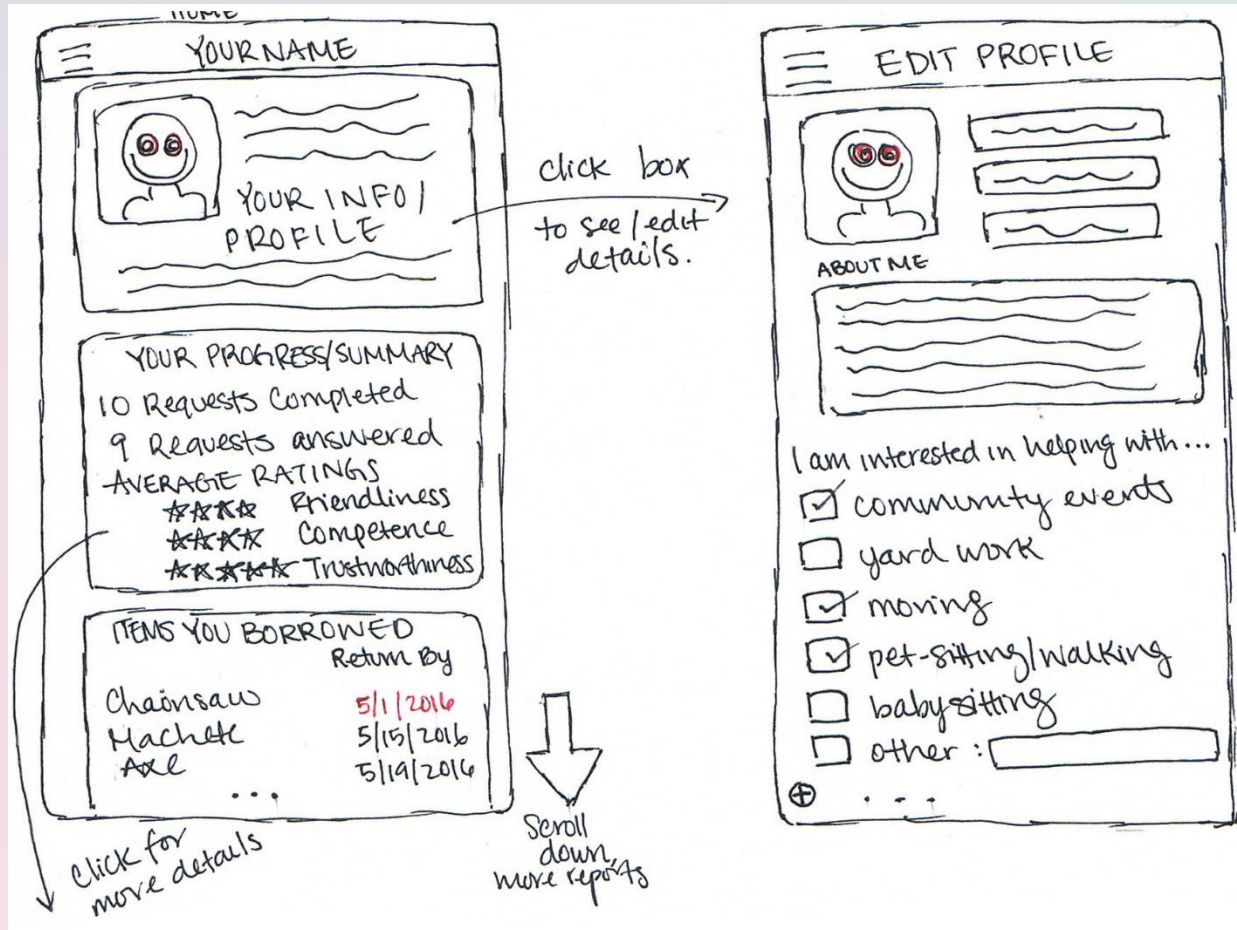 HOME
YOUR NAME
YOUR INFO/
PROFILE
YOUR PROGRESS/SUMMARY
10 Requests Completed
9 Requests answered
AVERAGE RATINGS
Friendliness
Competence
Trustworthiness
ITEMS YOU BORROWED
Return By
Chainsaw 5/1/2016
Machete 5/15/2016
Axe 5/19/2016
...
Click for
more details
click box
to see/edit
details.
Scroll
down,
more reports
EDIT PROFILE
ABOUT ME
I am interested in helping with...
community events
yard work
moving
pet-sitting/walking
babysitting
other:
...